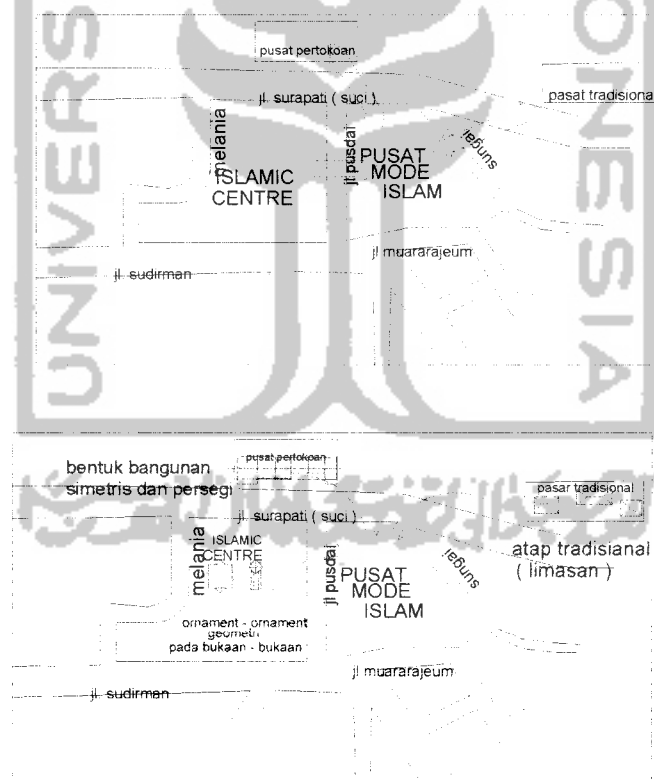 pusat pertokoan
jl. surapati ( suci )
pasat tradisiona
melania
ISLAMIC
CENTRE
jl pusdai
PUSAT
MODE
ISLAM
sungai
jl muararajeum
jl. sudirman
UNIVER
ONESIA
bentuk bangunan
simetris dan persegi
pusat pertokoan
pasar tradisional
jl. surapati ( suci )
melania
ISLAMIC
CENTRE
jl pusdai
PUSAT
MODE
ISLAM
sungai
atap tradisianal
( limasan )
ornament - ornament
geometri
pada bukaan - bukaan
jl muararajeum
jl. sudirman